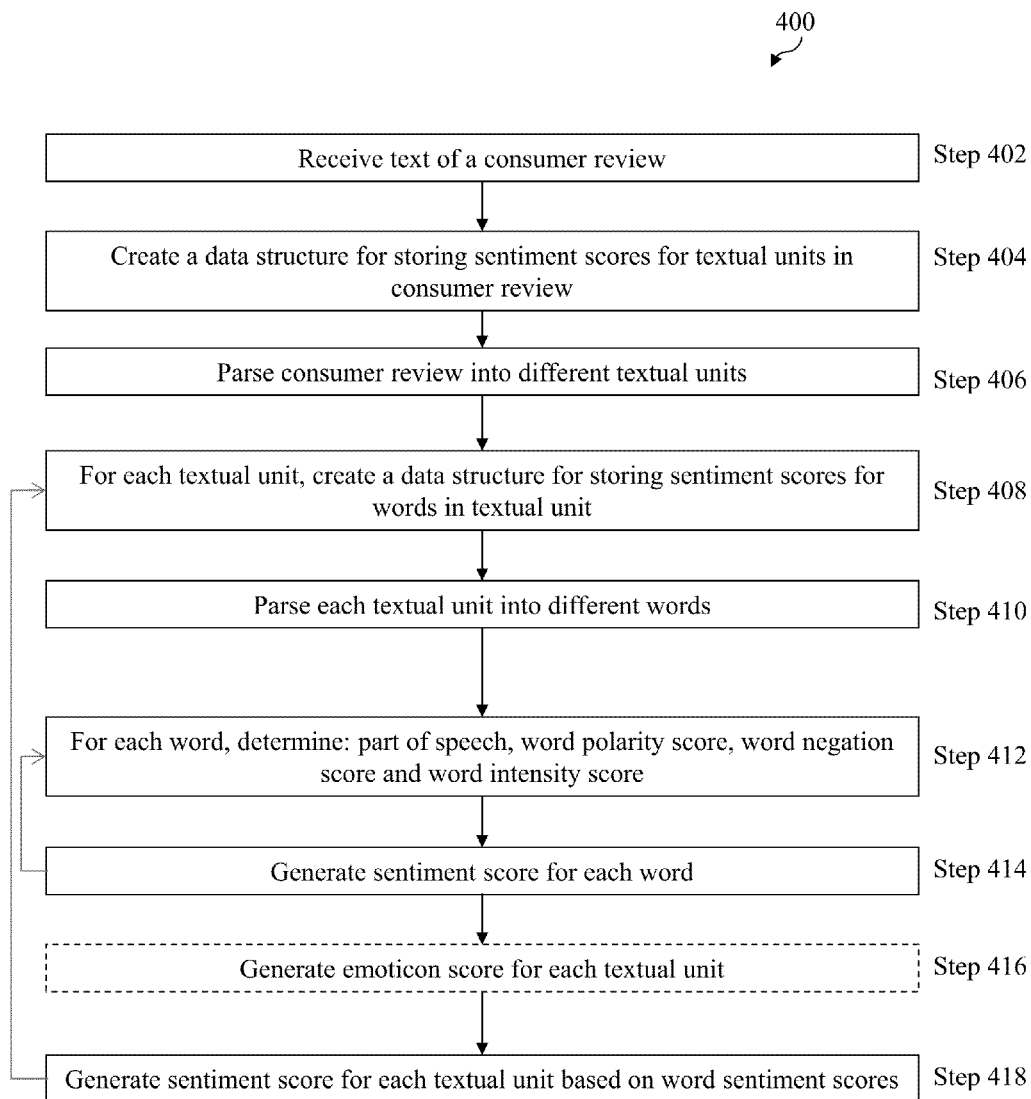 400
Receive text of a consumer review
Step 402
Create a data structure for storing sentiment scores for textual units in
consumer review
Step 404
Parse consumer review into different textual units
Step 406
For each textual unit, create a data structure for storing sentiment scores for
words in textual unit
Step 408
Parse each textual unit into different words
Step 410
For each word, determine: part of speech, word polarity score, word negation
score and word intensity score
Step 412
Generate sentiment score for each word
Step 414
Generate emoticon score for each textual unit
Step 416
Generate sentiment score for each textual unit based on word sentiment scores
Step 418